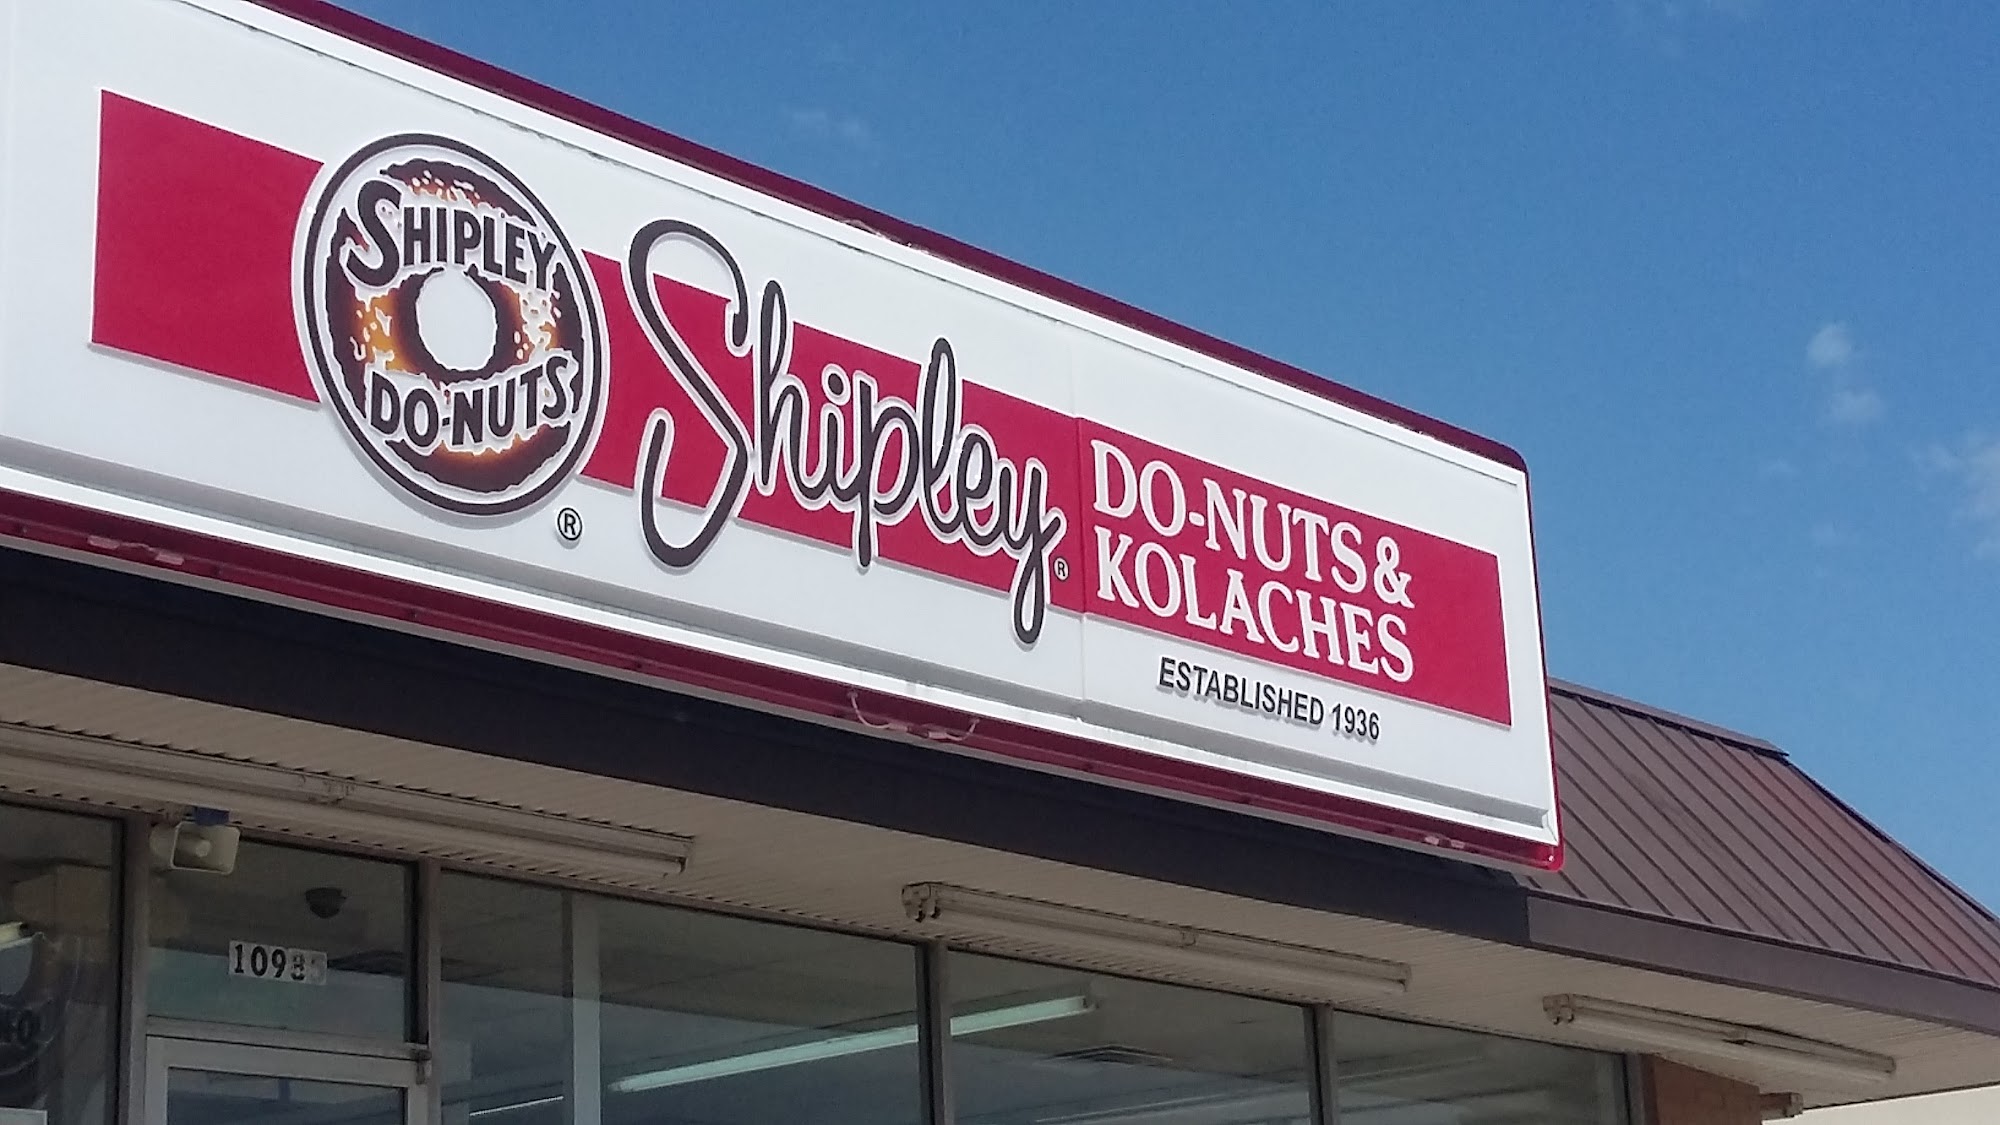 SHIPLEY
DO-NUTS
®
Shipley®
DO-NUTS &
KOLACHES
ESTABLISHED 1936